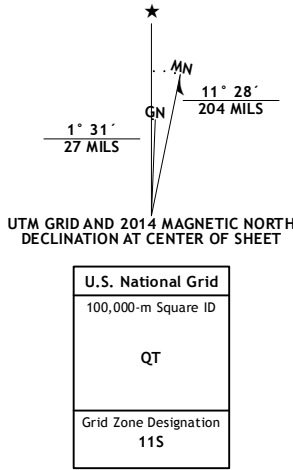 ★
MN
GN
11° 28´
204 MILS
1° 31´
27 MILS
UTM GRID AND 2014 MAGNETIC NORTH
DECLINATION AT CENTER OF SHEET
U.S. National Grid
100,000-m Square ID
QT
Grid Zone Designation
11S